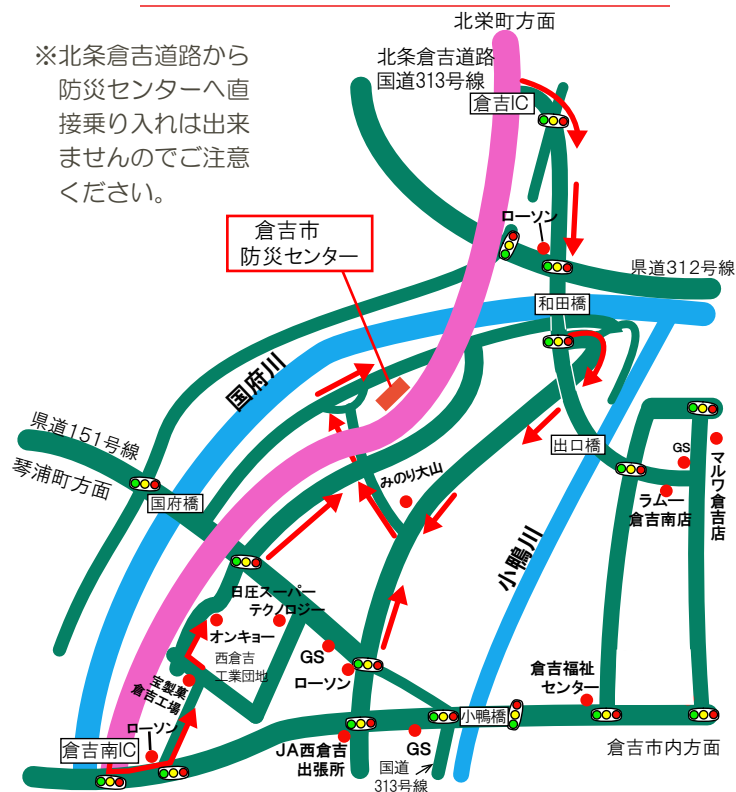 北栄町方面
※北条倉吉道路から
防災センターへ直
接乗り入れは出来
ませんのでご注意
ください。
北条倉吉道路
国道313号線
倉吉IC
ローソン
倉吉市
防災センター
県道312号線
和田橋
国府川
県道151号線
琴浦町方面
国府橋
みのり大山
出口橋
GS
マルワ倉吉店
ラムー
倉吉南店
小鴨川
日圧スーパー
テクノロジー
オンキョー
西倉吉
工業団地
GS
ローソン
宝製菓
倉吉工場
倉吉福祉
センター
小鴨橋
ローソン
倉吉南IC
JA西倉吉
出張所
GS
国道
313号線
倉吉市内方面